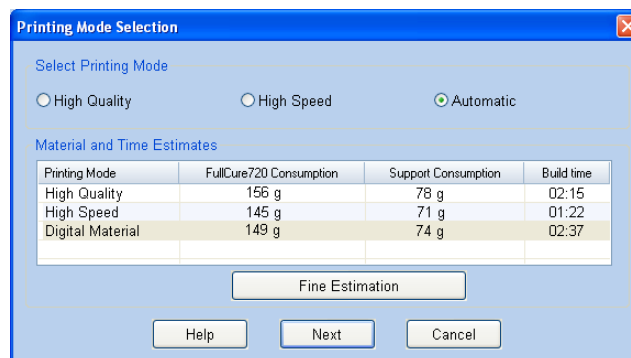 Printing Mode Selection
Select Printing Mode
High Quality High Speed Automatic
Material and Time Estimates
Printing Mode FullCure720 Consumption Support Consumption Build time
High Quality 156 g 78 g 02:15
High Speed 145 g 71 g 01:22
Digital Material 149 g 74 g 02:37
Fine Estimation
Help Next Cancel